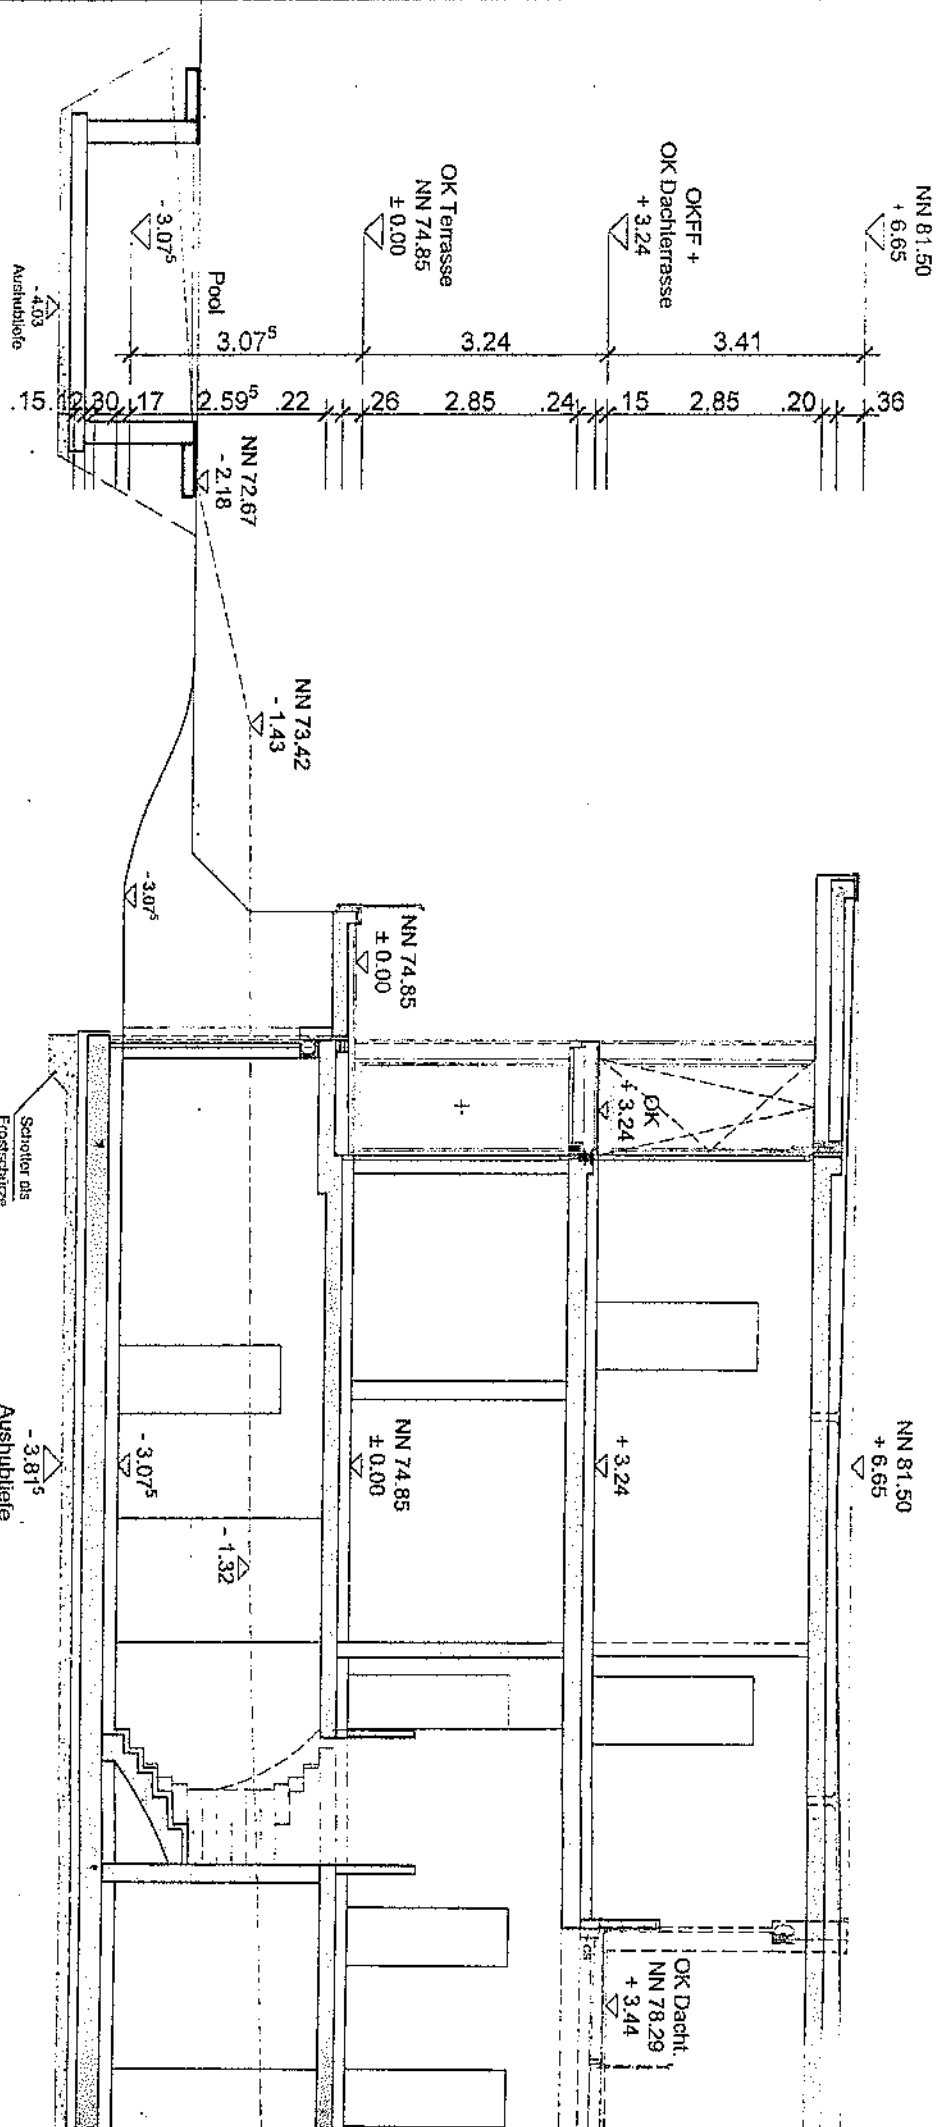 NN 81.50
+ 6.65
OKFF +
OK Dachterrasse
+ 3.24
OK Terrasse
NN 74.85
± 0.00
- 3.07⁵
Pool
- 4.03
Aushubtiefe
3.07⁵
3.24
3.41
.15
.30
.17
2.59⁵
.22
.26
2.85
.24
.15
2.85
.20
.36
NN 72.67
- 2.18
NN 73.42
- 1.43
-3.07⁵
NN 74.85
± 0.00
OK
+ 3.24
Schotter als
Frostschürze
NN 81.50
+ 6.65
+ 3.24
NN 74.85
± 0.00
- 3.07⁵
- 3.81⁵
Aushubtiefe
- 1.32
OK Dacht.
NN 78.29
+ 3.44